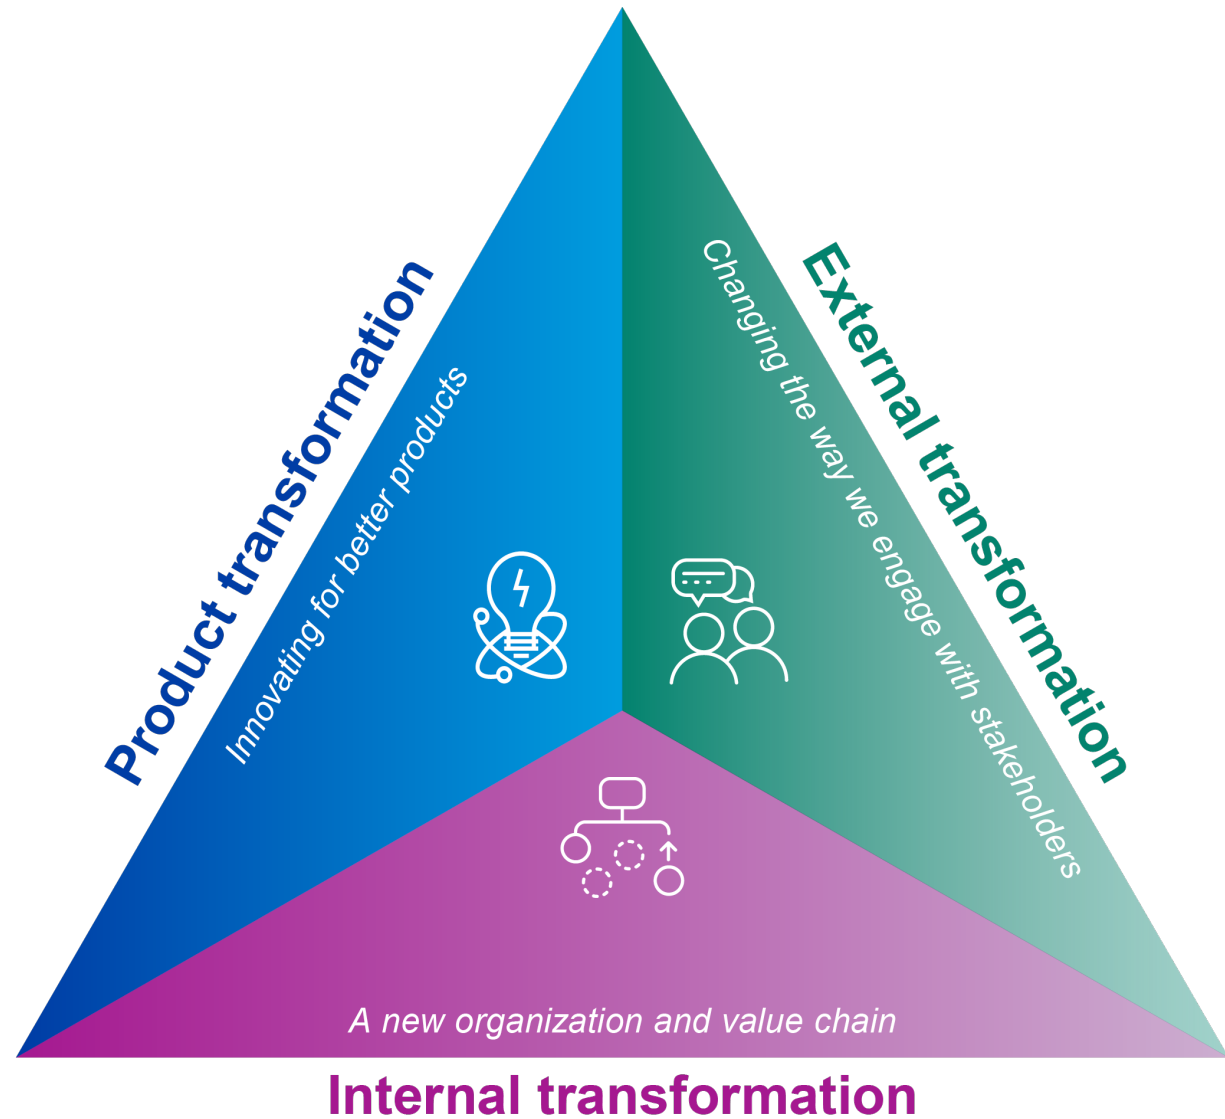 Product transformation
Innovating for better products
External transformation
Changing the way we engage with stakeholders
A new organization and value chain
Internal transformation